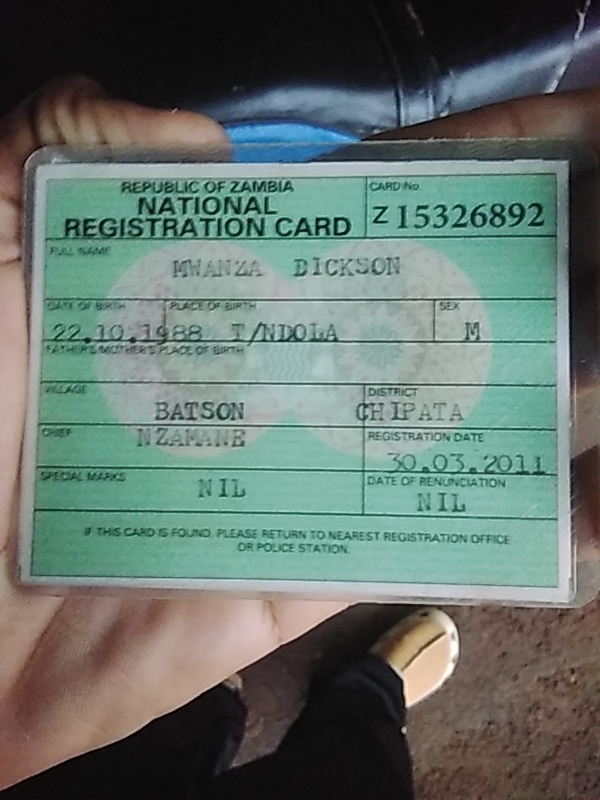 REPUBLIC OF ZAMBIA
NATIONAL
REGISTRATION CARD
CARD No.
Z 15326892
FULL NAME
MWANZA DICKSON
DATE OF BIRTH PLACE OF BIRTH SEX
22.10.1988 T/NDOLA M
FATHER'S/MOTHER'S PLACE OF BIRTH
VILLAGE DISTRICT
BATSON CHIPATA
CHIEF NZAMANE REGISTRATION DATE
30.03.2011
SPECIAL MARKS DATE OF RENUNCIATION
NIL NIL
IF THIS CARD IS FOUND, PLEASE RETURN TO NEAREST REGISTRATION OFFICE
OR POLICE STATION.